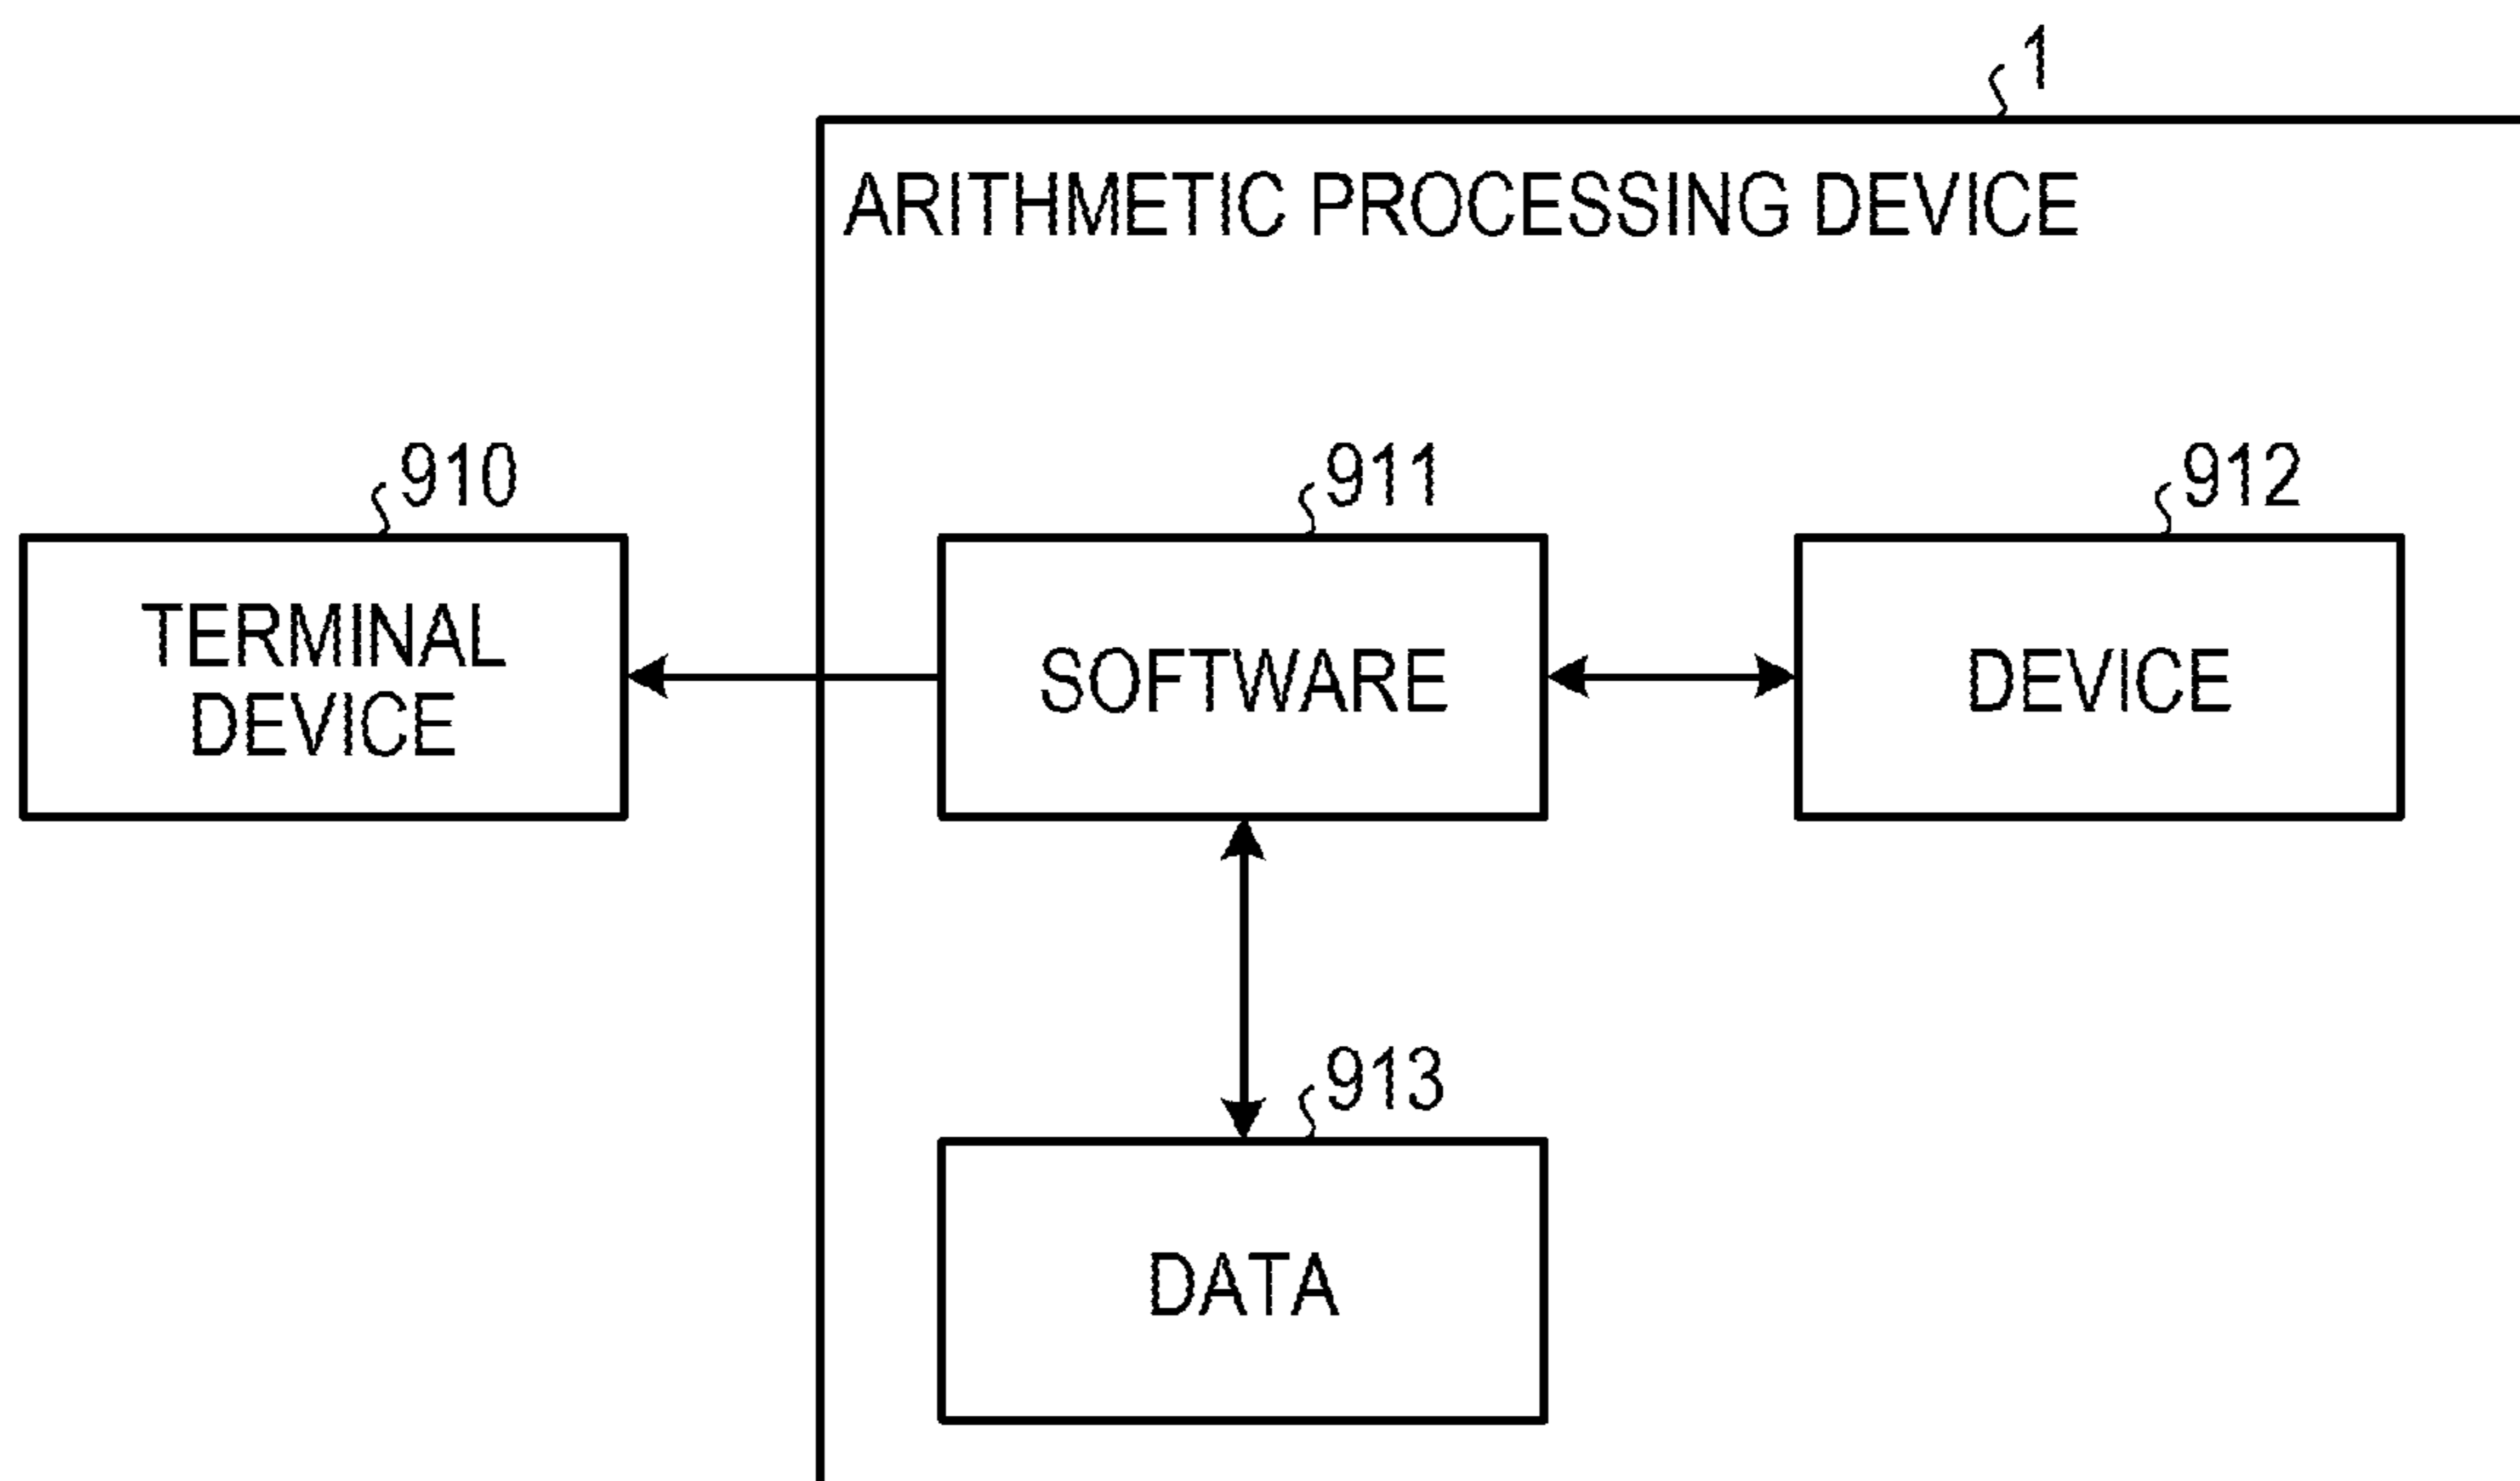 1
ARITHMETIC PROCESSING DEVICE
910
911
912
TERMINAL
DEVICE
SOFTWARE
DEVICE
913
DATA